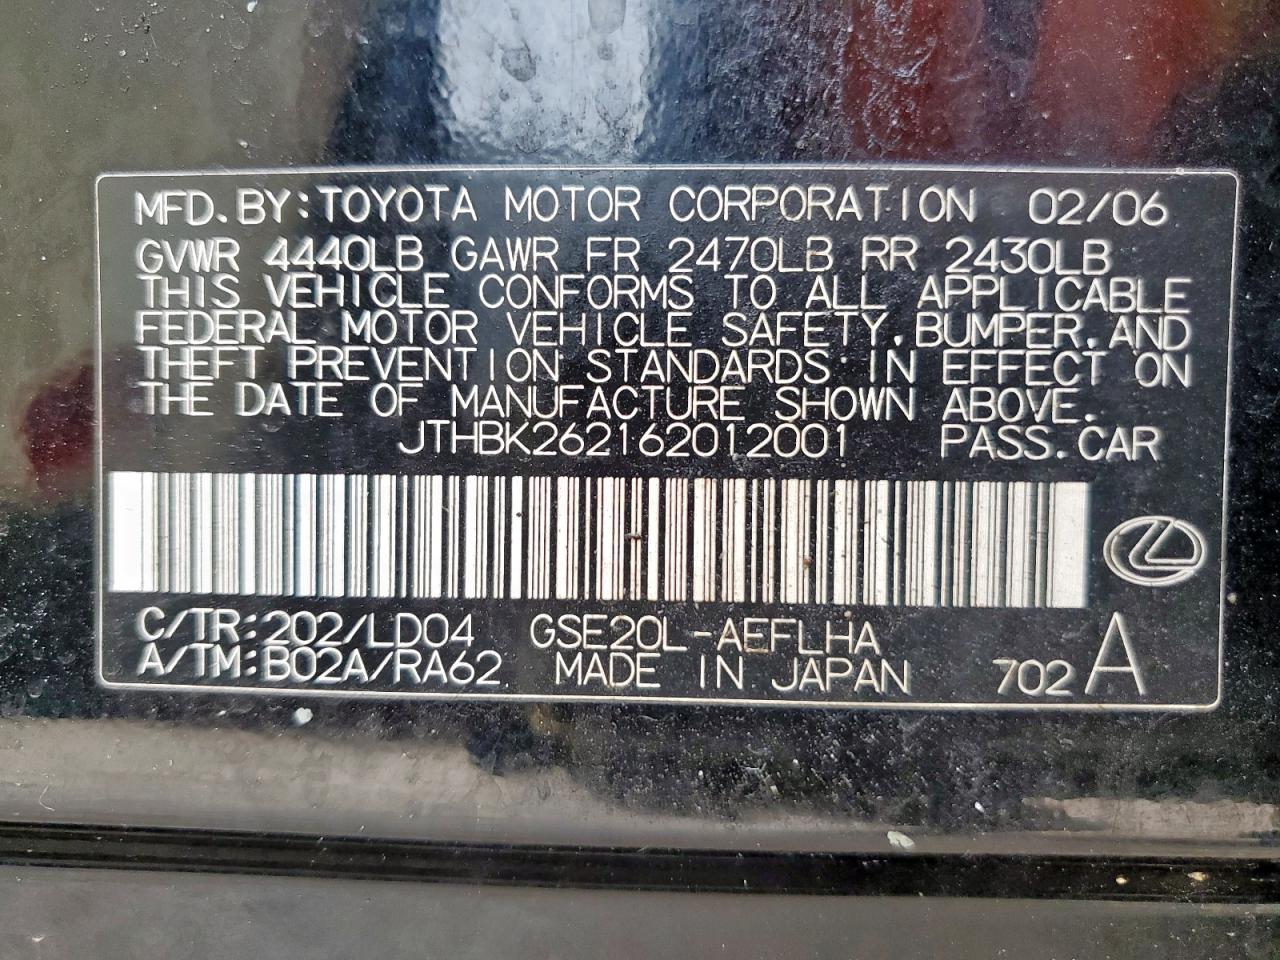 MFD. BY: TOYOTA MOTOR CORPORATION 02/06
GVWR 4440LB GAWR FR 2470LB RR 2430LB
THIS VEHICLE CONFORMS TO ALL APPLICABLE
FEDERAL MOTOR VEHICLE SAFETY, BUMPER, AND
THEFT PREVENTION STANDARDS IN EFFECT ON
THE DATE OF MANUFACTURE SHOWN ABOVE.
JTHBK262162012001 PASS. CAR
C/TR: 202/LD04 GSE20L-AEFLHA
A/TM: B02A/RA62 MADE IN JAPAN 702 A